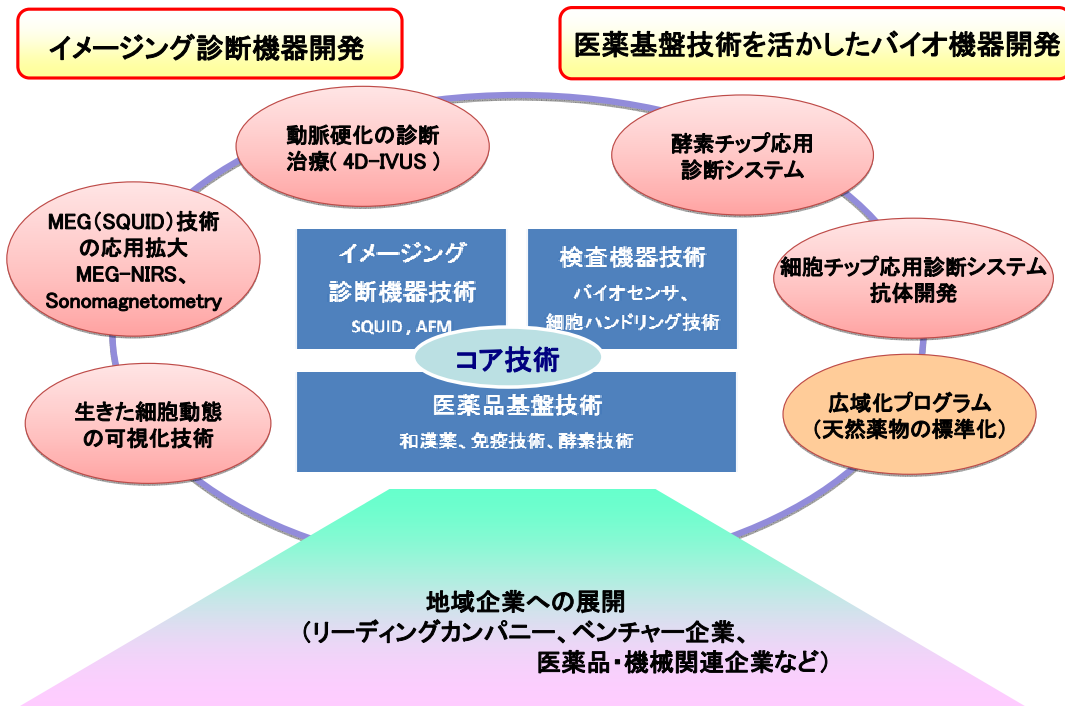 イメージング診断機器開発
医薬基盤技術を活かしたバイオ機器開発
動脈硬化の診断
治療( 4D-IVUS )
酵素チップ応用
診断システム
MEG(SQUID)技術
の応用拡大
MEG-NIRS、
Sonomagnetometry
イメージング
診断機器技術
SQUID , AFM
検査機器技術
バイオセンサ、
細胞ハンドリング技術
細胞チップ応用診断システム
抗体開発
コア技術
生きた細胞動態
の可視化技術
医薬品基盤技術
和漢薬、免疫技術、酵素技術
広域化プログラム
(天然薬物の標準化)
地域企業への展開
(リーディングカンパニー、ベンチャー企業、
医薬品・機械関連企業など)